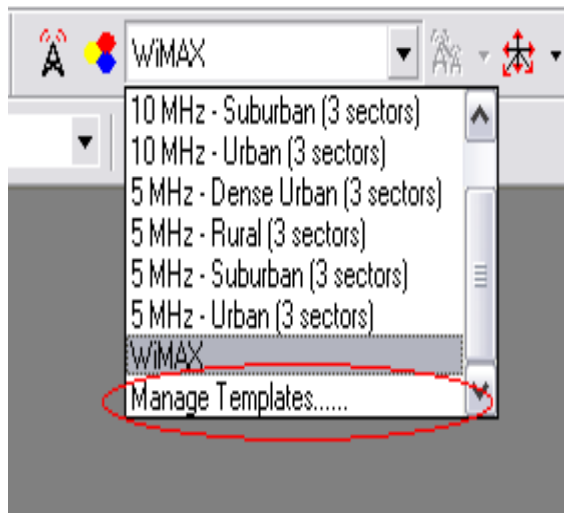 WiMAX
10 MHz - Suburban (3 sectors)
10 MHz - Urban (3 sectors)
5 MHz - Dense Urban (3 sectors)
5 MHz - Rural (3 sectors)
5 MHz - Suburban (3 sectors)
5 MHz - Urban (3 sectors)
WiMAX
Manage Templates......